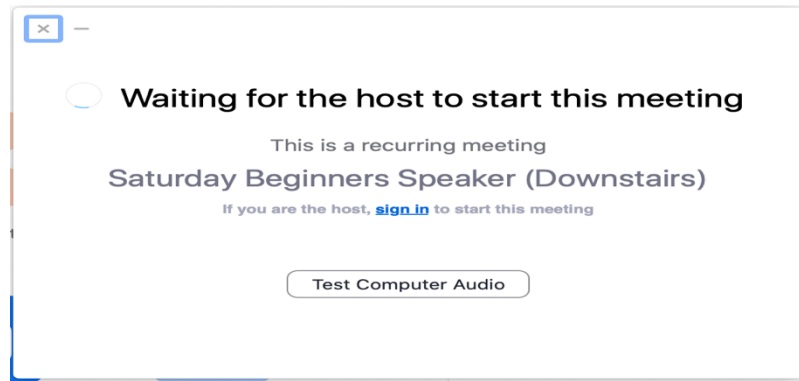 Waiting for the host to start this meeting
This is a recurring meeting
Saturday Beginners Speaker (Downstairs)
If you are the host, sign in to start this meeting
Test Computer Audio